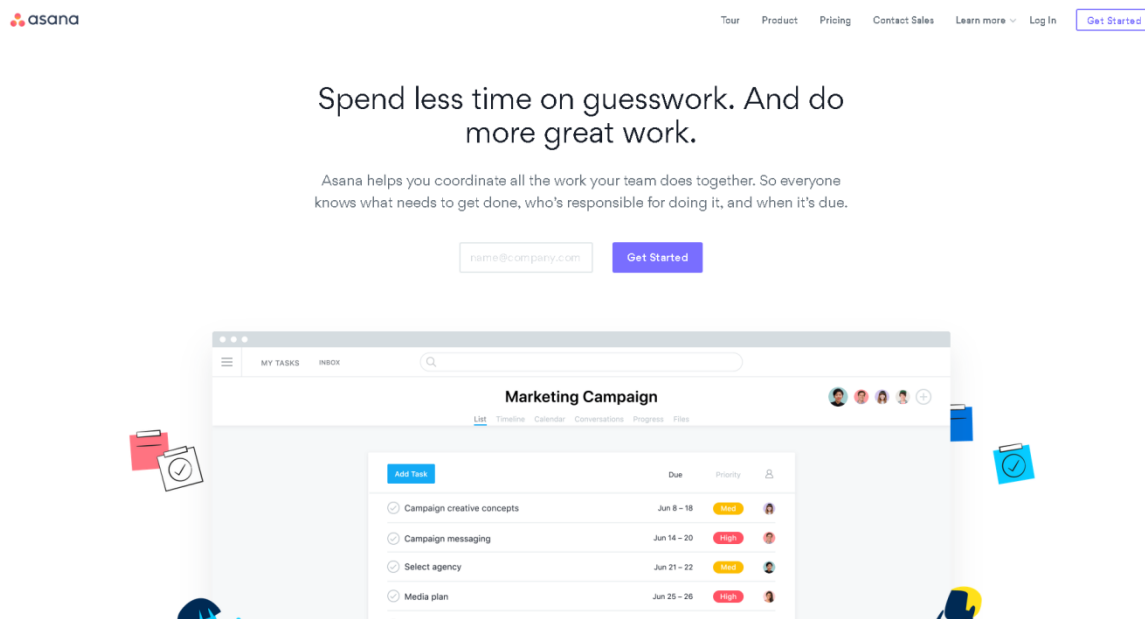 asana
Tour Product Pricing Contact Sales Learn more Log In Get Started
Spend less time on guesswork. And do
more great work.
Asana helps you coordinate all the work your team does together. So everyone
knows what needs to get done, who's responsible for doing it, and when it's due.
name@company.com Get Started
MY TASKS INBOX
Marketing Campaign
List Timeline Calendar Conversations Progress Files
Add Task Due Priority
Campaign creative concepts Jun 8 – 18 Med
Campaign messaging Jun 14 – 20 High
Select agency Jun 21 – 22 Med
Media plan Jun 25 – 26 High